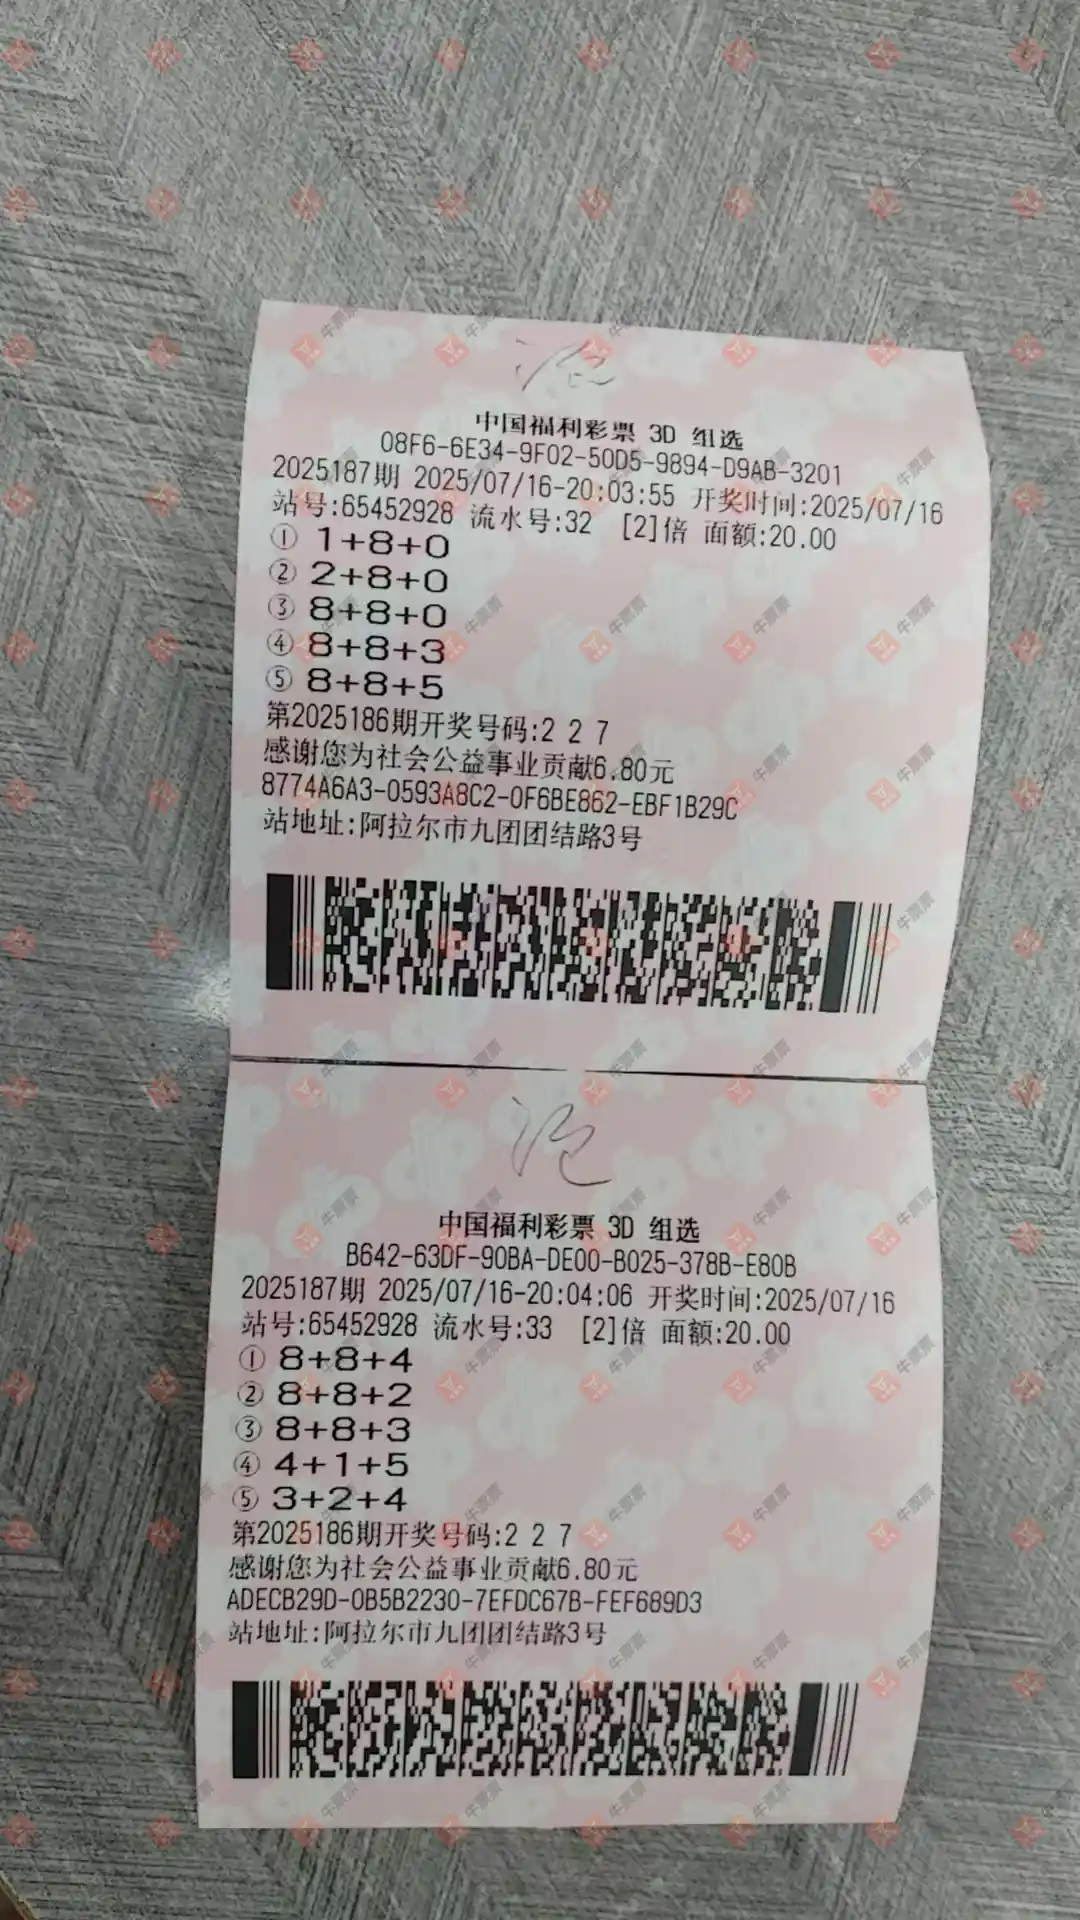 中国福利彩票 3D 组选
08F6-6E34-9F02-50D5-9894-D9AB-3201
2025187期 2025/07/16-20:03:55 开奖时间:2025/07/16
站号:65452928 流水号:32 [2]倍 面额:20.00
① 1+8+0
② 2+8+0
③ 8+8+0
④ 8+8+3
⑤ 8+8+5
第2025186期开奖号码:2 2 7
感谢您为社会公益事业贡献6.80元
8774A6A3-0593A8C2-0F6BE862-EBF1B29C
站地址:阿拉尔市九团团结路3号
中国福利彩票 3D 组选
B642-63DF-90BA-DE00-B025-378B-E80B
2025187期 2025/07/16-20:04:06 开奖时间:2025/07/16
站号:65452928 流水号:33 [2]倍 面额:20.00
① 8+8+4
② 8+8+2
③ 8+8+3
④ 4+1+5
⑤ 3+2+4
第2025186期开奖号码:2 2 7
感谢您为社会公益事业贡献6.80元
ADECB29D-0B5B2230-7EFDC67B-FEF689D3
站地址:阿拉尔市九团团结路3号
牛票票